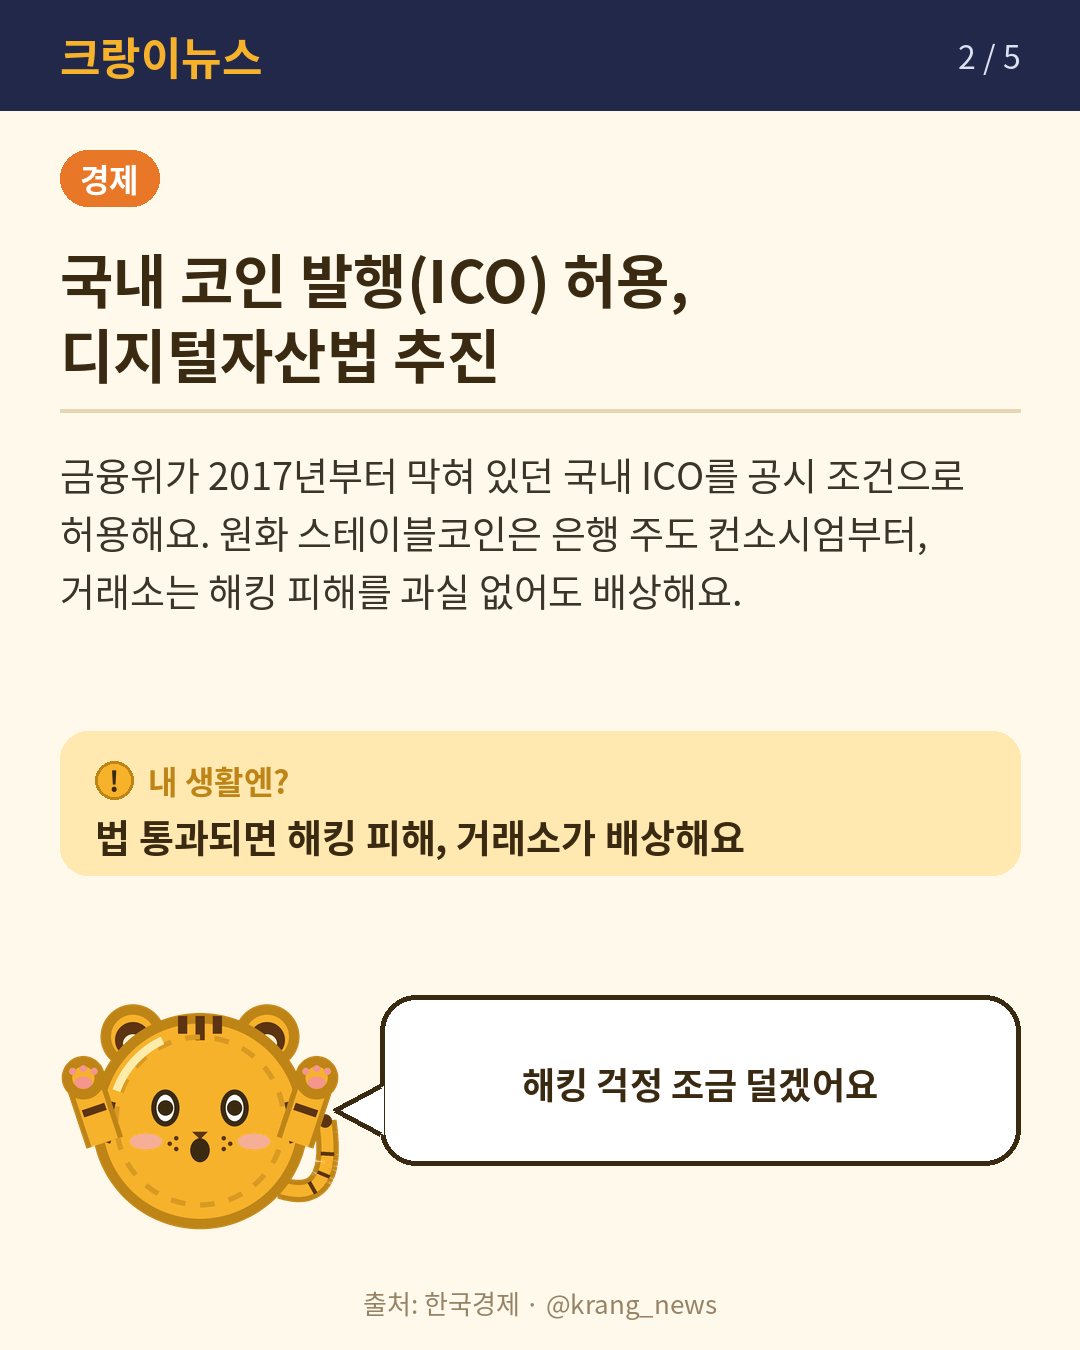 크랑이뉴스
2 / 5
경제
국내 코인 발행(ICO) 허용,
디지털자산법 추진
금융위가 2017년부터 막혀 있던 국내 ICO를 공시 조건으로
허용해요. 원화 스테이블코인은 은행 주도 컨소시엄부터,
거래소는 해킹 피해를 과실 없어도 배상해요.
! 내 생활엔?
법 통과되면 해킹 피해, 거래소가 배상해요
해킹 걱정 조금 덜겠어요
출처: 한국경제 · @krang_news